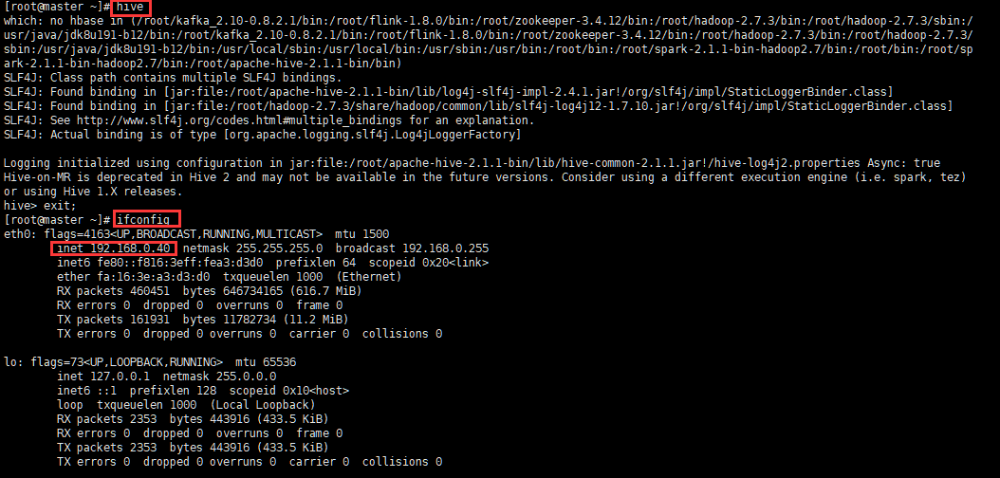 [root@master ~]# hive
which: no hbase in (/root/kafka_2.10-0.8.2.1/bin:/root/flink-1.8.0/bin:/root/zookeeper-3.4.12/bin:/root/hadoop-2.7.3/bin:/root/hadoop-2.7.3/sbin:/
usr/java/jdk8u191-b12/bin:/root/kafka_2.10-0.8.2.1/bin:/root/flink-1.8.0/bin:/root/zookeeper-3.4.12/bin:/root/hadoop-2.7.3/bin:/root/hadoop-2.7.3/
sbin:/usr/java/jdk8u191-b12/bin:/usr/local/sbin:/usr/local/bin:/usr/sbin:/usr/bin:/root/bin:/root/spark-2.1.1-bin-hadoop2.7/bin:/root/bin:/root/sp
ark-2.1.1-bin-hadoop2.7/bin:/root/apache-hive-2.1.1-bin/bin)
SLF4J: Class path contains multiple SLF4J bindings.
SLF4J: Found binding in [jar:file:/root/apache-hive-2.1.1-bin/lib/log4j-slf4j-impl-2.4.1.jar!/org/slf4j/impl/StaticLoggerBinder.class]
SLF4J: Found binding in [jar:file:/root/hadoop-2.7.3/share/hadoop/common/lib/slf4j-log4j12-1.7.10.jar!/org/slf4j/impl/StaticLoggerBinder.class]
SLF4J: See http://www.slf4j.org/codes.html#multiple_bindings for an explanation.
SLF4J: Actual binding is of type [org.apache.logging.slf4j.Log4jLoggerFactory]

Logging initialized using configuration in jar:file:/root/apache-hive-2.1.1-bin/lib/hive-common-2.1.1.jar!/hive-log4j2.properties Async: true
Hive-on-MR is deprecated in Hive 2 and may not be available in the future versions. Consider using a different execution engine (i.e. spark, tez)
or using Hive 1.X releases.
hive> exit;
[root@master ~]# ifconfig
eth0: flags=4163<UP,BROADCAST,RUNNING,MULTICAST>  mtu 1500
        inet 192.168.0.40  netmask 255.255.255.0  broadcast 192.168.0.255
        inet6 fe80::f816:3eff:fea3:d3d0  prefixlen 64  scopeid 0x20<link>
        ether fa:16:3e:a3:d3:d0  txqueuelen 1000  (Ethernet)
        RX packets 460451  bytes 646734165 (616.7 MiB)
        RX errors 0  dropped 0  overruns 0  frame 0
        TX packets 161931  bytes 11782734 (11.2 MiB)
        TX errors 0  dropped 0 overruns 0  carrier 0  collisions 0

lo: flags=73<UP,LOOPBACK,RUNNING>  mtu 65536
        inet 127.0.0.1  netmask 255.0.0.0
        inet6 ::1  prefixlen 128  scopeid 0x10<host>
        loop  txqueuelen 1000  (Local Loopback)
        RX packets 2353  bytes 443916 (433.5 KiB)
        RX errors 0  dropped 0  overruns 0  frame 0
        TX packets 2353  bytes 443916 (433.5 KiB)
        TX errors 0  dropped 0 overruns 0  carrier 0  collisions 0